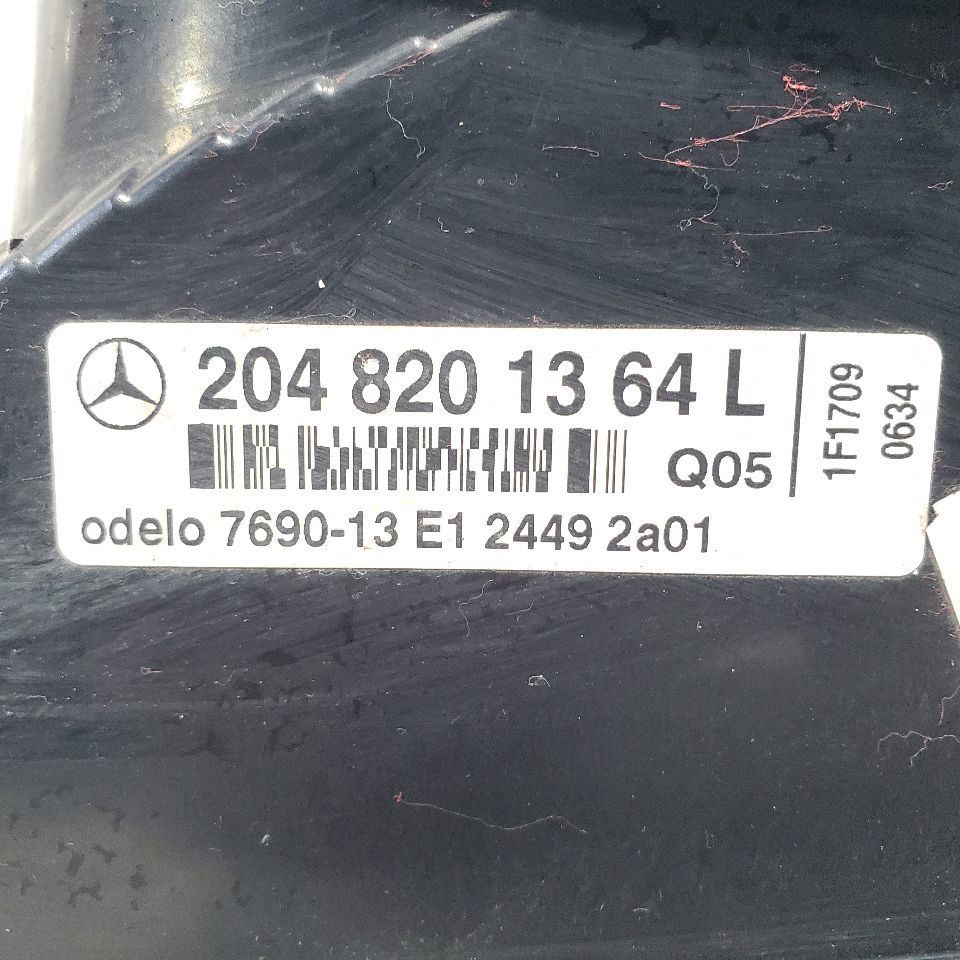 204 820 13 64 L
Q05
odelo 7690-13 E1 2449 2a01
1F1709
0634